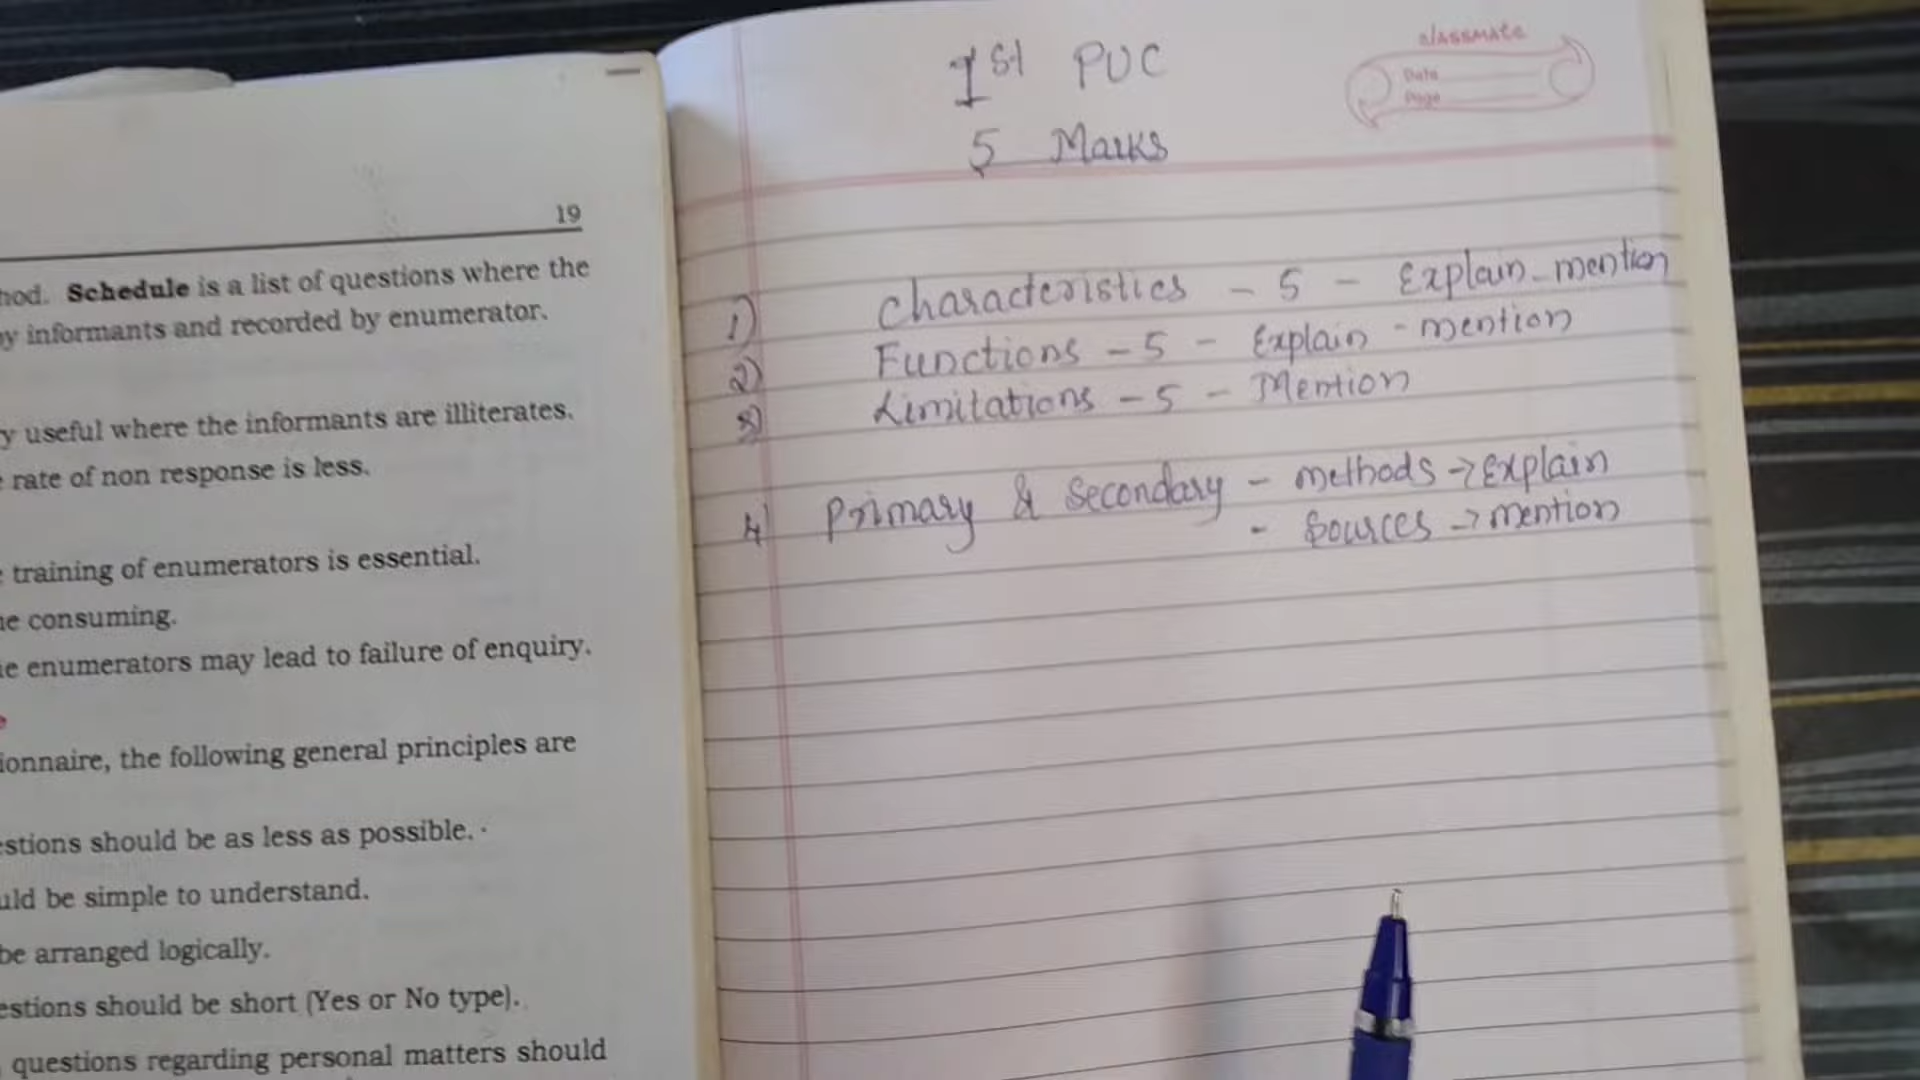 19
Schedule is a list of questions where the
by informants and recorded by enumerator.
useful where the informants are illiterates.
rate of non response is less.
training of enumerators is essential.
consuming.
enumerators may lead to failure of enquiry.
the following general principles are
should be as less as possible.
be simple to understand.
be arranged logically.
should be short (Yes or No type).
questions regarding personal matters should
1st PUC
5 Marks
classmate
Date
Page
1) Characteristics - 5 - Explain - mention
2) Functions - 5 - Explain - mention
3) Limitations - 5 - Mention
4) Primary & Secondary - methods → Explain
- Sources → mention